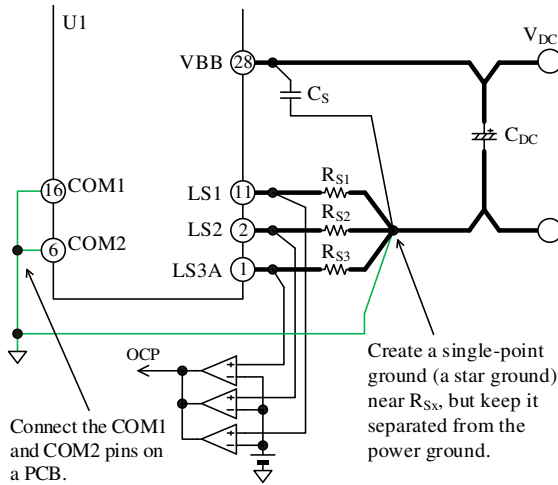 U1
V_DC
VBB
28
C_S
C_DC
16
COM1
LS1
11
R_S1
R_S2
6
COM2
LS2
2
R_S3
LS3A
1
OCP
+
−
+
−
+
−
Connect the COM1
and COM2 pins on
a PCB.
Create a single-point
ground (a star ground)
near R_Sx, but keep it
separated from the
power ground.